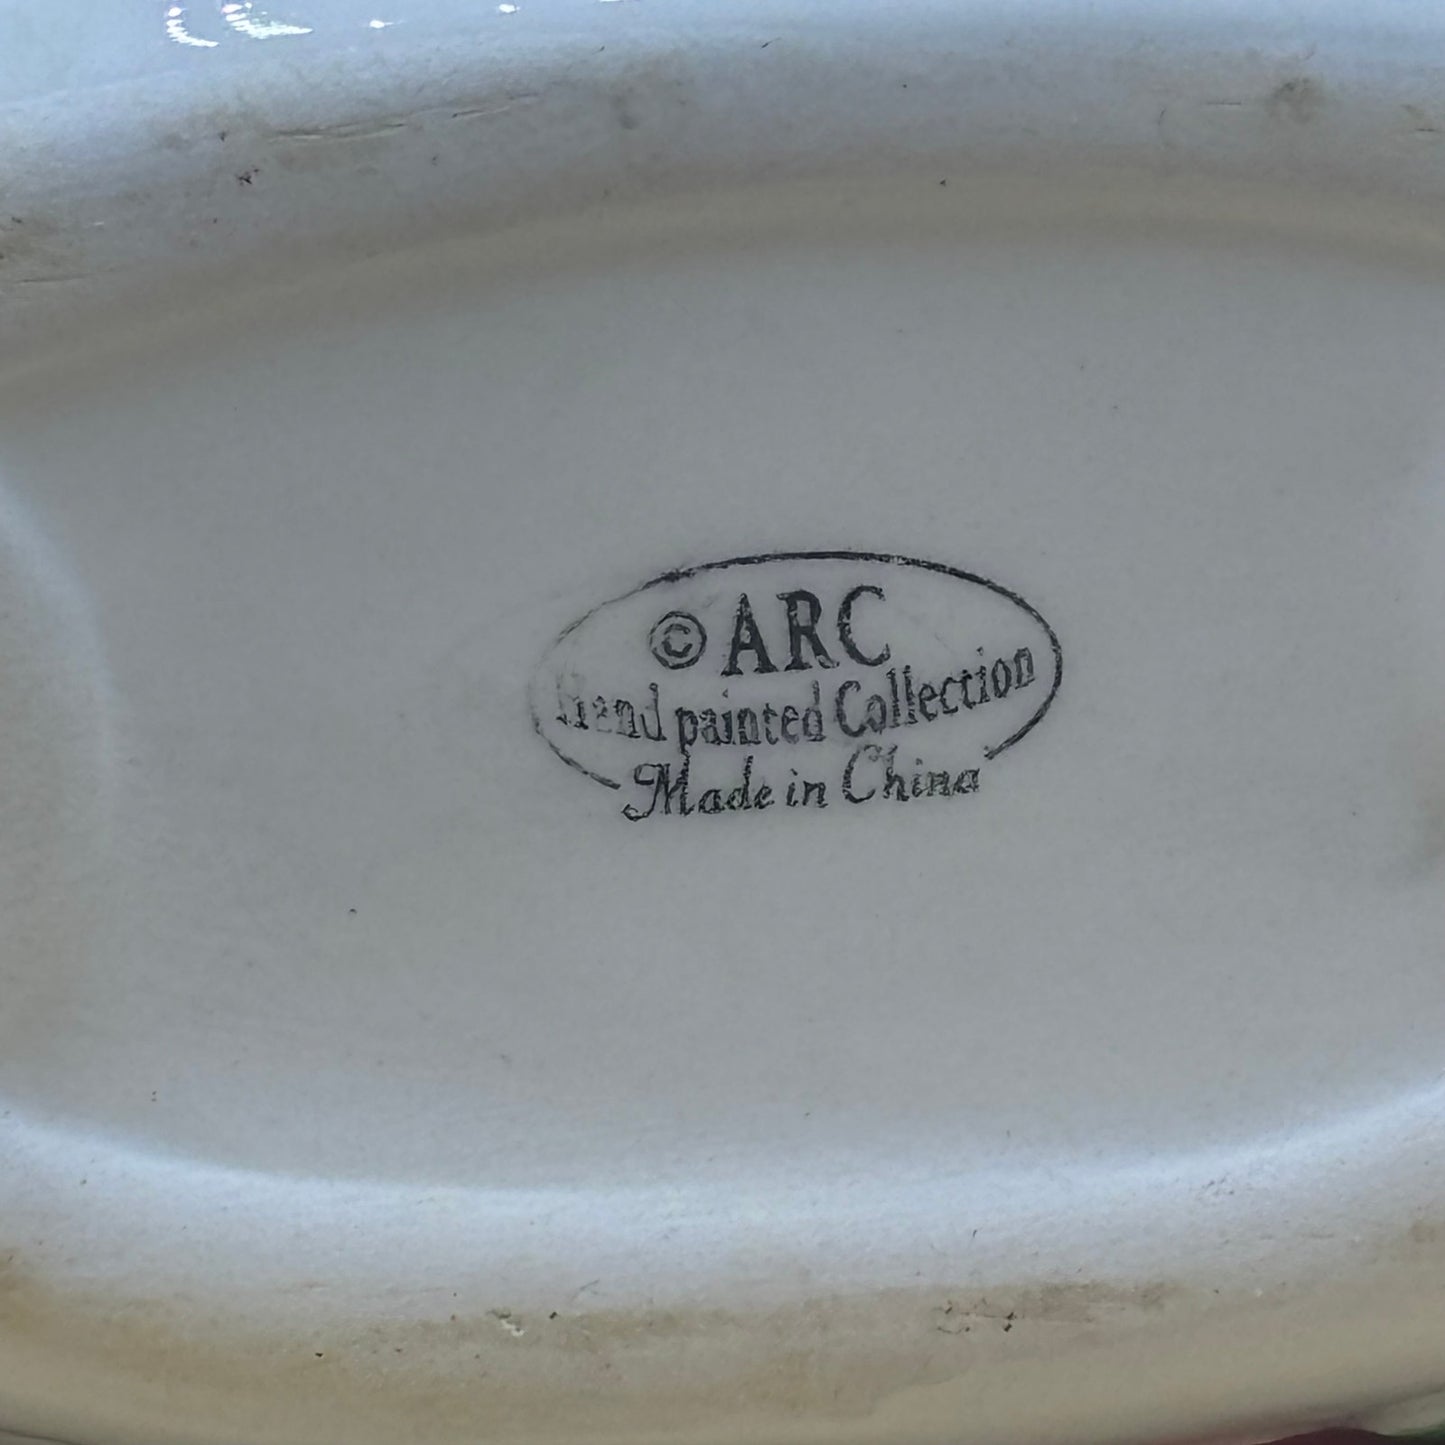 © ARC
Hand painted Collection
Made in China